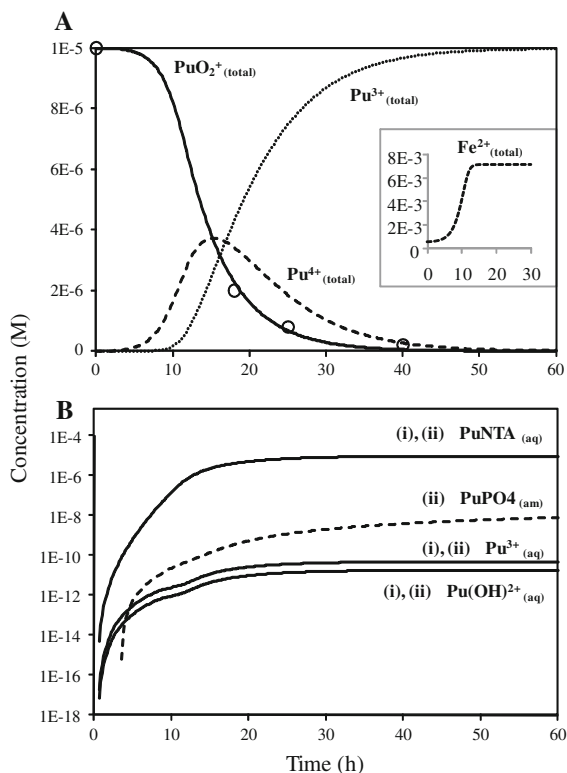 A
1E-5
8E-6
6E-6
4E-6
2E-6
0
PuO₂⁺(total)
Pu³⁺(total)
Pu⁴⁺(total)
Fe²⁺(total)
8E-3
6E-3
4E-3
2E-3
0
0 10 20 30
0 10 20 30 40 50 60
Concentration (M)
B
1E-4
1E-6
1E-8
1E-10
1E-12
1E-14
1E-16
1E-18
(i), (ii) PuNTA (aq)
(ii) PuPO4 (am)
(i), (ii) Pu³⁺(aq)
(i), (ii) Pu(OH)²⁺(aq)
0 10 20 30 40 50 60
Time (h)